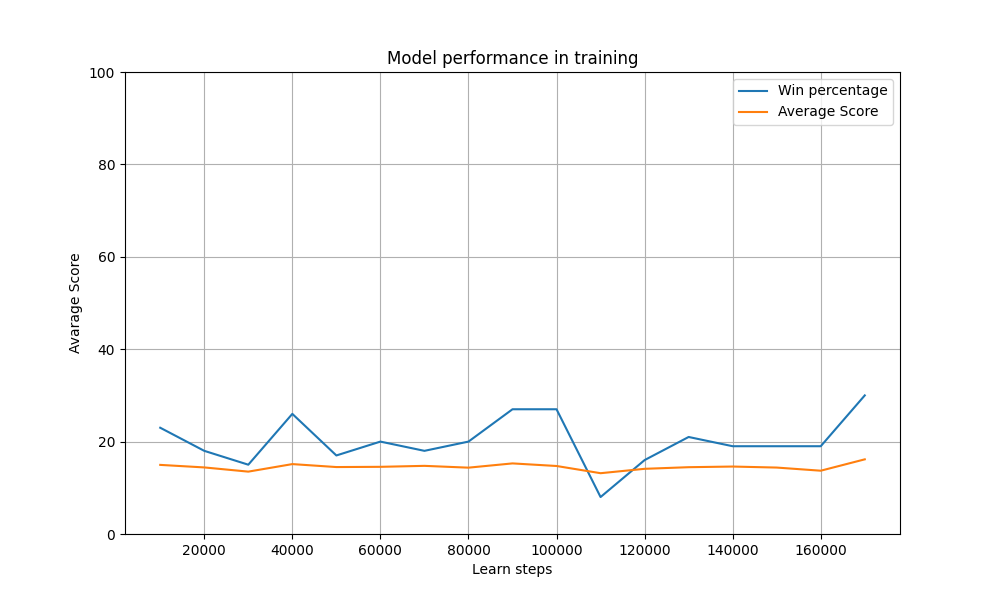 Model performance in training
Win percentage
Average Score
Avarage Score
100
80
60
40
20
0
20000 40000 60000 80000 100000 120000 140000 160000
Learn steps